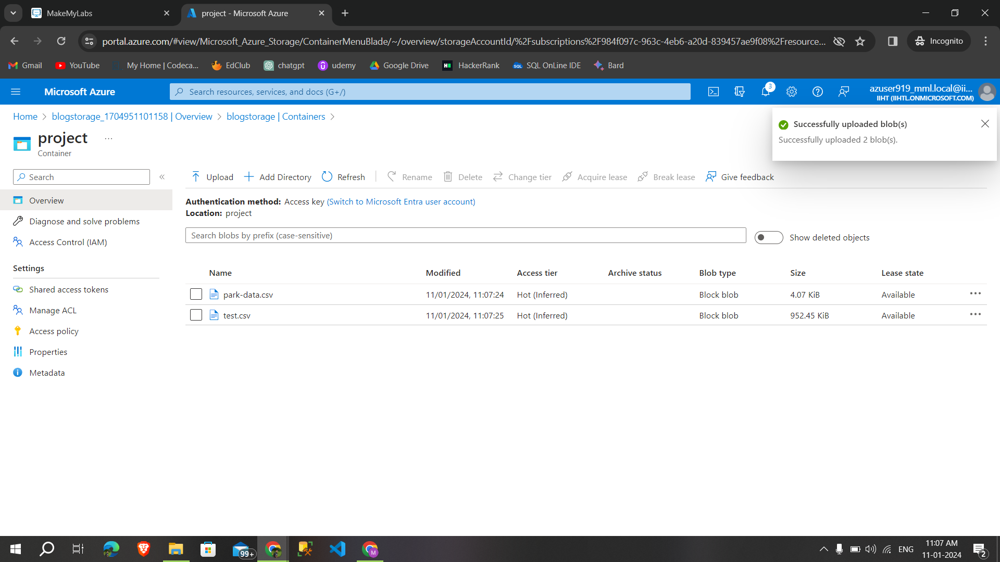 MakeMyLabs
project - Microsoft Azure
portal.azure.com/#view/Microsoft_Azure_Storage/ContainerMenuBlade/~/overview/storageAccountId/%2Fsubscriptions%2F984f097c-963c-4eb6-a20d-839457ae9f08%2Fresource...
Incognito
Gmail
YouTube
My Home | Codeca...
EdClub
chatgpt
udemy
Google Drive
HackerRank
SQL OnLine IDE
Bard
Microsoft Azure
Search resources, services, and docs (G+/)
3
azuser919_mml.local@ii...
IIHT (IIHTL.ONMICROSOFT.COM)
Home > blogstorage_1704951101158 | Overview > blogstorage | Containers >
project ...
Container
Successfully uploaded blob(s)
Successfully uploaded 2 blob(s).
Search
«
Upload
Add Directory
Refresh
Rename
Delete
Change tier
Acquire lease
Break lease
Give feedback
Overview
Diagnose and solve problems
Access Control (IAM)
Settings
Shared access tokens
Manage ACL
Access policy
Properties
Metadata
Authentication method: Access key (Switch to Microsoft Entra user account)
Location: project
Search blobs by prefix (case-sensitive)
Show deleted objects
Name Modified Access tier Archive status Blob type Size Lease state
park-data.csv 11/01/2024, 11:07:24 Hot (Inferred) Block blob 4.07 KiB Available ...
test.csv 11/01/2024, 11:07:25 Hot (Inferred) Block blob 952.45 KiB Available ...
99+
M
ENG
11:07 AM
11-01-2024
2